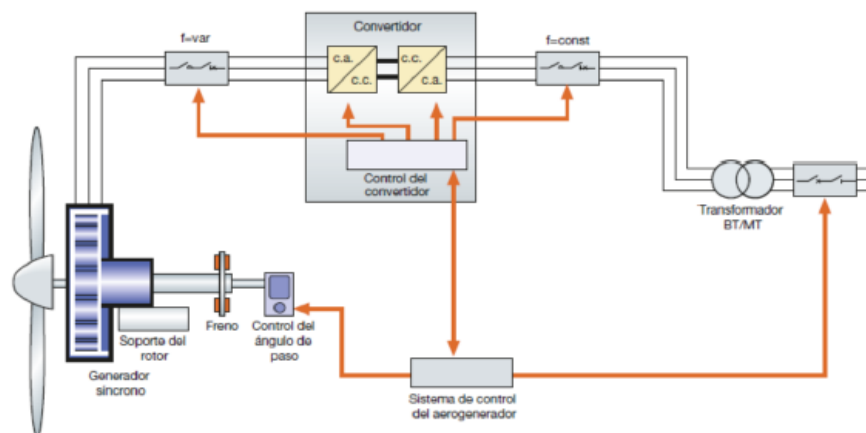 Convertidor
f=var
f=const
c.a.
c.c.
c.c.
c.a.
Control del
convertidor
Transformador
BT/MT
Soporte del
rotor
Freno
Control del
ángulo de
paso
Generador
síncrono
Sistema de control
del aerogenerador